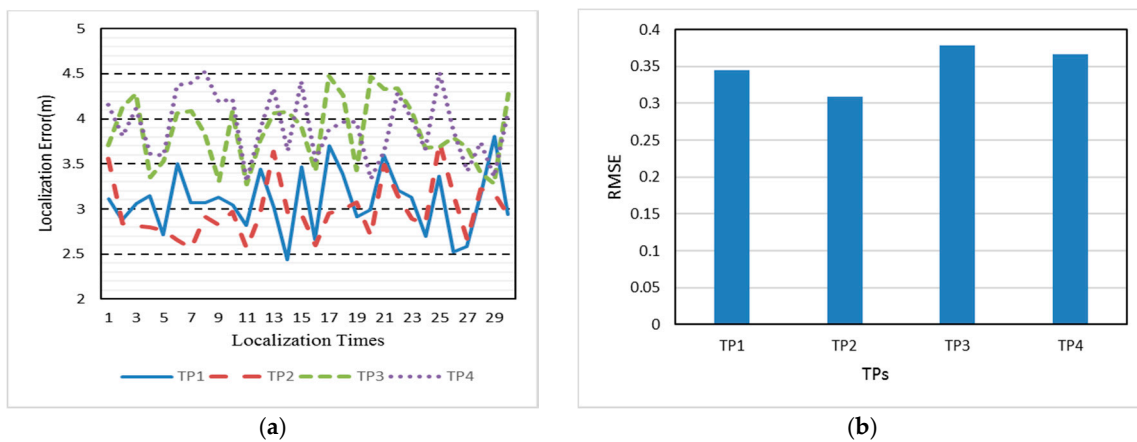 5
4.5
4
3.5
3
2.5
2
Localization Error(m)
1 3 5 7 9 11 13 15 17 19 21 23 25 27 29
Localization Times
TP1 TP2 TP3 TP4
(a)
0.4
0.35
0.3
0.25
0.2
0.15
0.1
0.05
0
RMSE
TP1 TP2 TP3 TP4
TPs
(b)